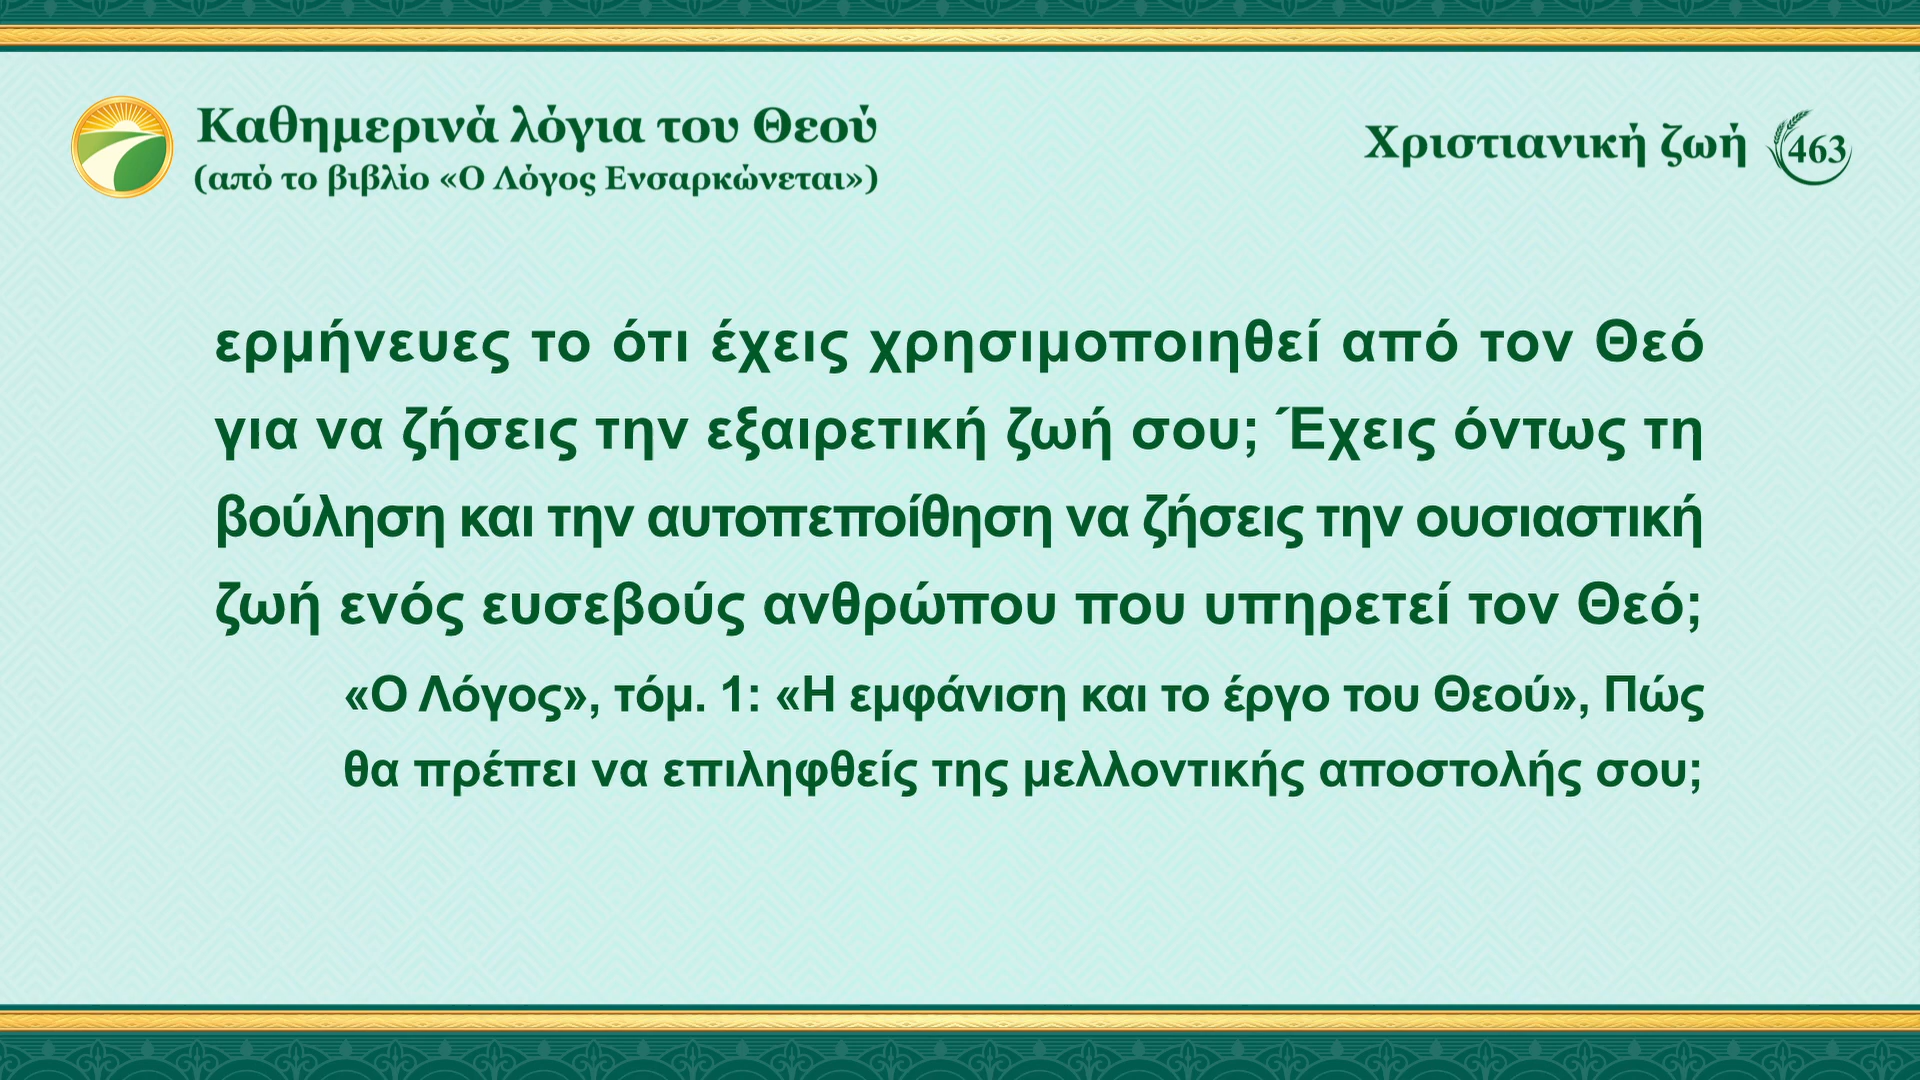 Καθημερινά λόγια του Θεού
(από το βιβλίο «Ο Λόγος Ενσαρκώνεται»)
Χριστιανική ζωή 463
ερμήνευες το ότι έχεις χρησιμοποιηθεί από τον Θεό
για να ζήσεις την εξαιρετική ζωή σου; Έχεις όντως τη
βούληση και την αυτοπεποίθηση να ζήσεις την ουσιαστική
ζωή ενός ευσεβούς ανθρώπου που υπηρετεί τον Θεό;
«Ο Λόγος», τόμ. 1: «Η εμφάνιση και το έργο του Θεού», Πώς
θα πρέπει να επιληφθείς της μελλοντικής αποστολής σου;